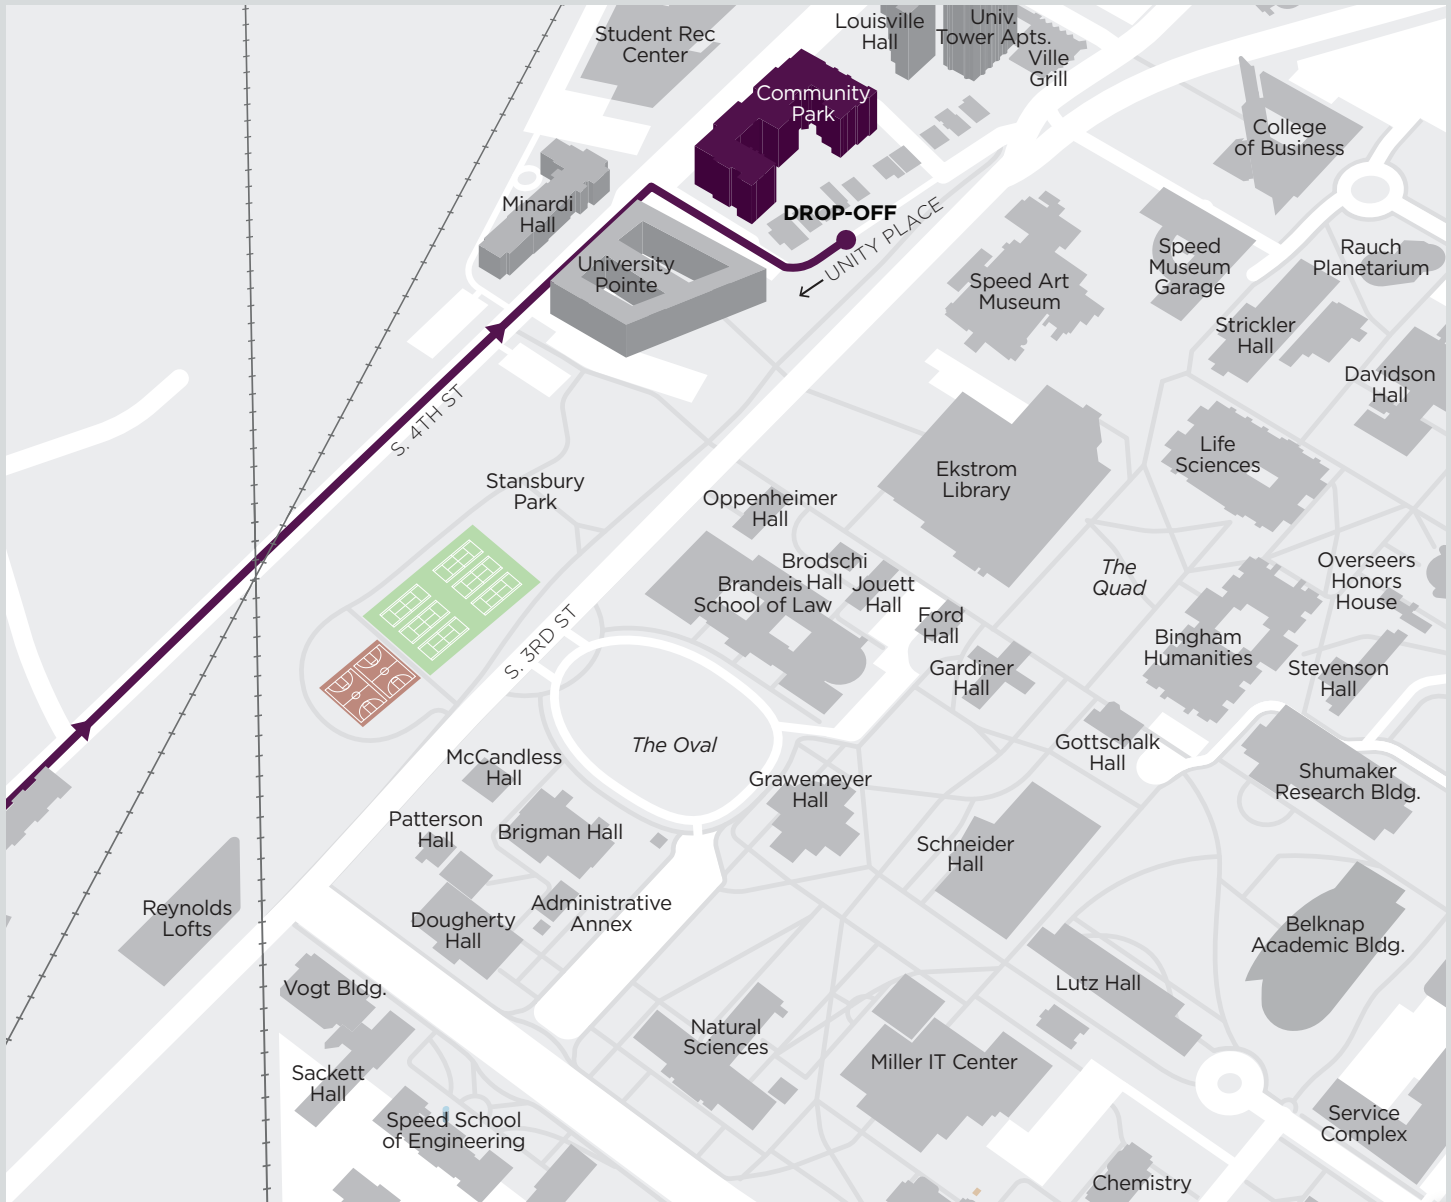 Student Rec
Center
Louisville
Hall
Univ.
Tower Apts.
Ville
Grill
Community
Park
College
of Business
Minardi
Hall
DROP-OFF
UNITY PLACE
University
Pointe
Speed Art
Museum
Speed
Museum
Garage
Rauch
Planetarium
Strickler
Hall
Davidson
Hall
S. 4TH ST
Stansbury
Park
Ekstrom
Library
Life
Sciences
Oppenheimer
Hall
Brodschi
Hall
Brandeis
School of Law
Jouett
Hall
The
Quad
Overseers
Honors
House
Ford
Hall
S. 3RD ST
Gardiner
Hall
Bingham
Humanities
Stevenson
Hall
The Oval
Gottschalk
Hall
McCandless
Hall
Grawemeyer
Hall
Shumaker
Research Bldg.
Patterson
Hall
Brigman Hall
Schneider
Hall
Reynolds
Lofts
Dougherty
Hall
Administrative
Annex
Belknap
Academic Bldg.
Vogt Bldg.
Lutz Hall
Natural
Sciences
Miller IT Center
Sackett
Hall
Speed School
of Engineering
Service
Complex
Chemistry